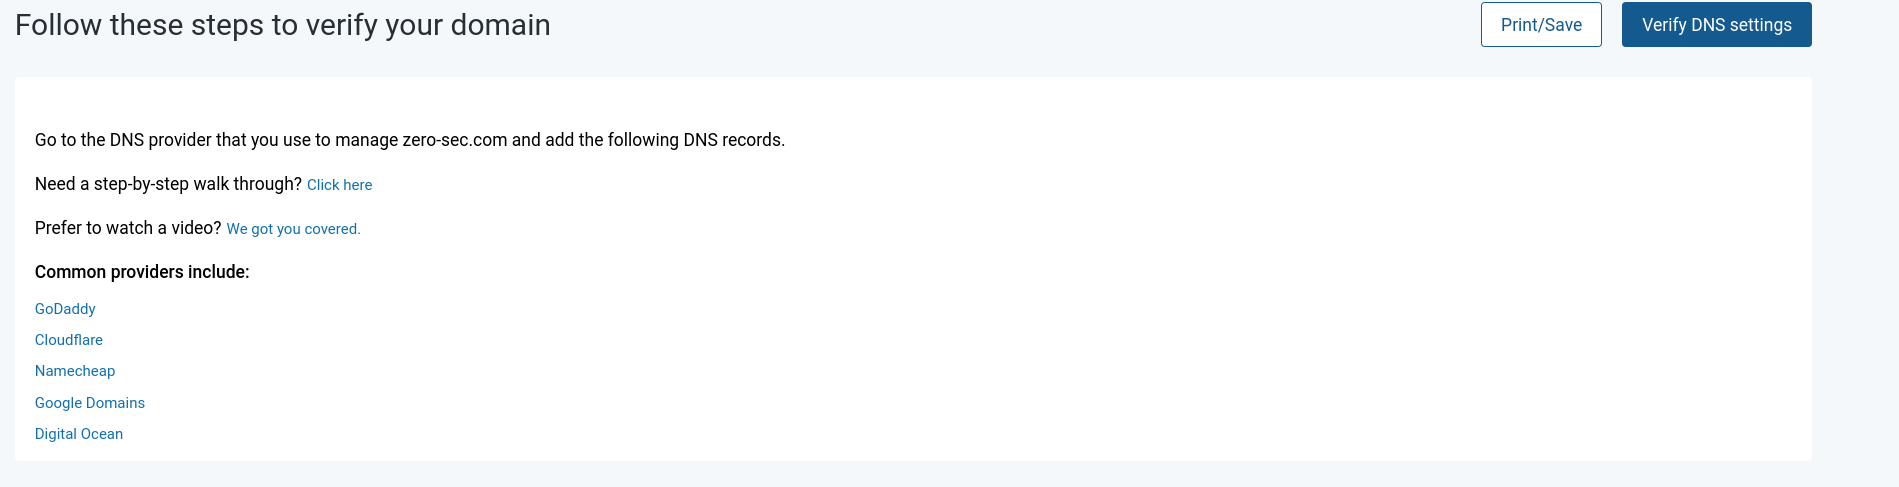 Follow these steps to verify your domain
Print/Save
Verify DNS settings
Go to the DNS provider that you use to manage zero-sec.com and add the following DNS records.
Need a step-by-step walk through? Click here
Prefer to watch a video? We got you covered.
Common providers include:
GoDaddy
Cloudflare
Namecheap
Google Domains
Digital Ocean